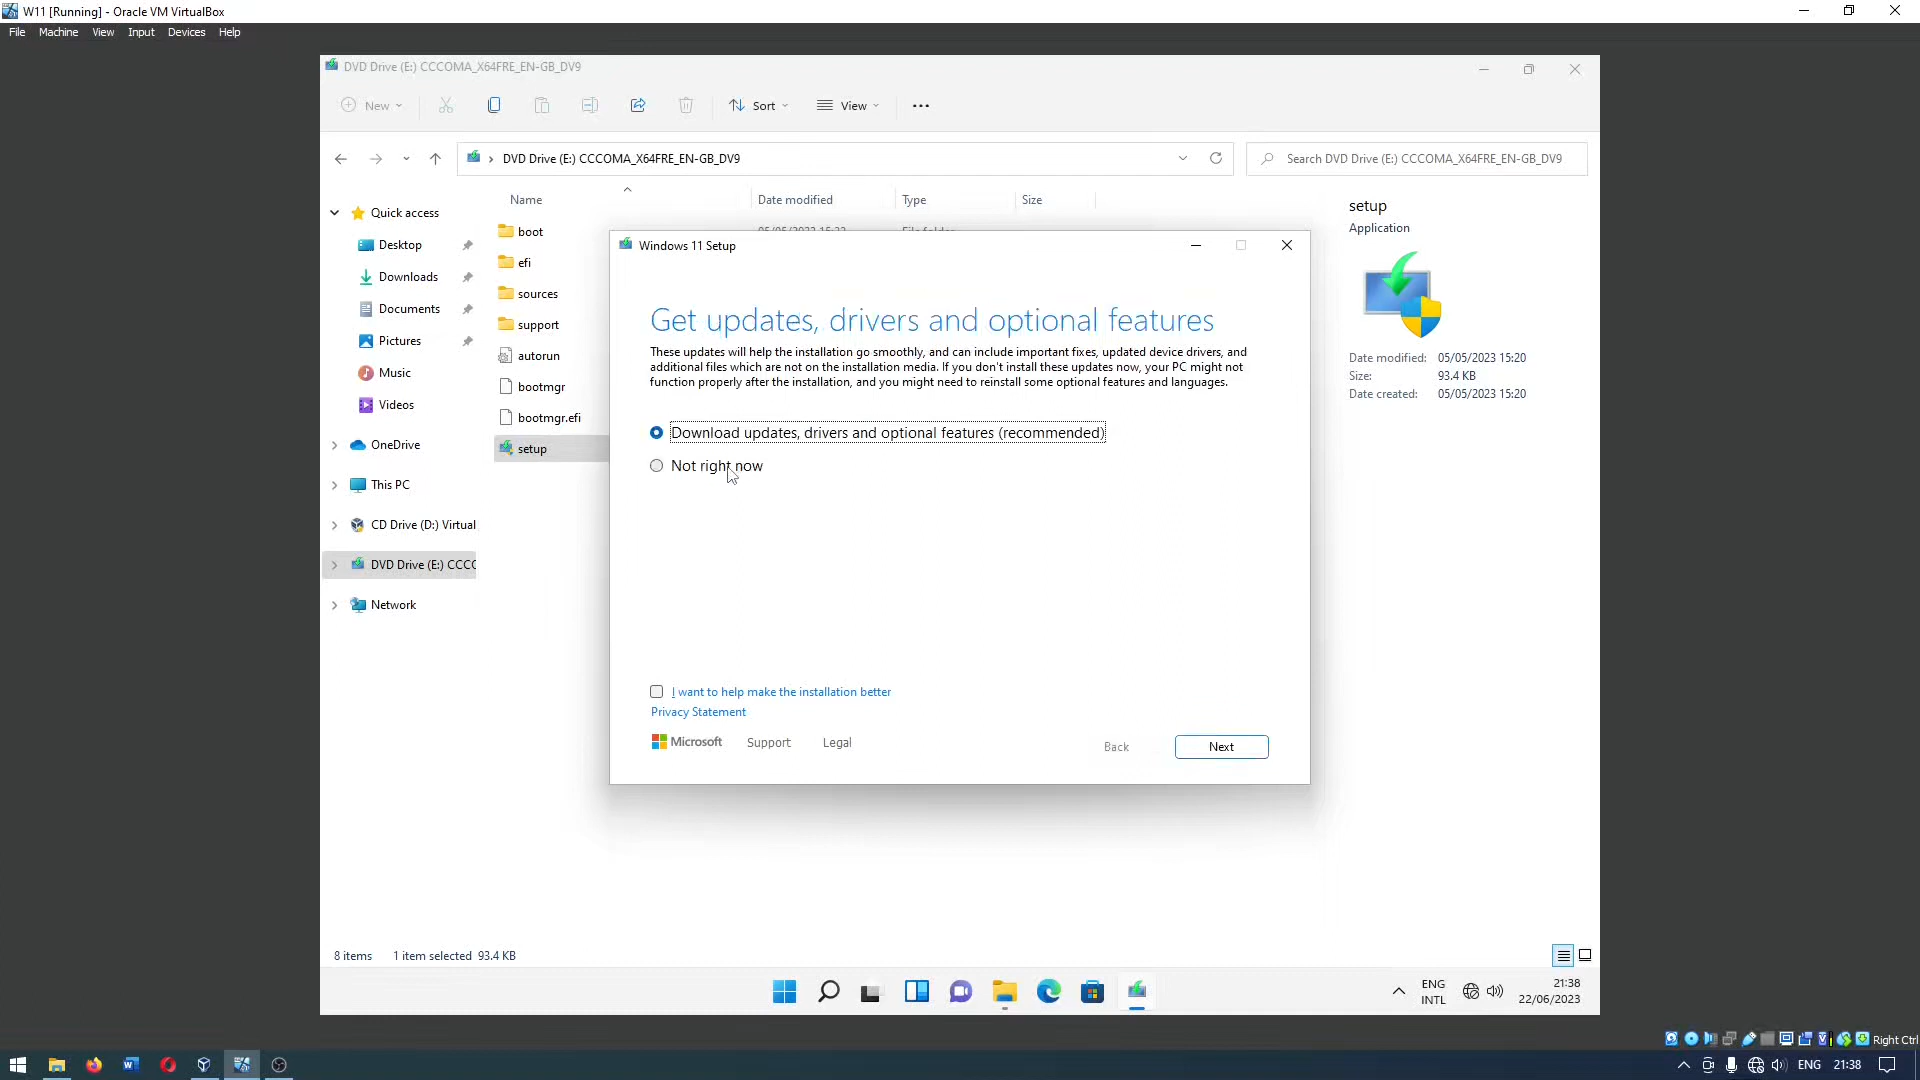 W11 [Running] - Oracle VM VirtualBox
File Machine View Input Devices Help
DVD Drive (E:) CCCOMA_X64FRE_EN-GB_DV9
New Sort View
DVD Drive (E:) CCCOMA_X64FRE_EN-GB_DV9
Search DVD Drive (E:) CCCOMA_X64FRE_EN-GB_DV9
Quick access
Desktop
Downloads
Documents
Pictures
Music
Videos
OneDrive
This PC
CD Drive (D:) Virtual
DVD Drive (E:) CCCC
Network
Name Date modified Type Size
boot
efi
sources
support
autorun
bootmgr
bootmgr.efi
setup
Windows 11 Setup
Get updates, drivers and optional features
These updates will help the installation go smoothly, and can include important fixes, updated device drivers, and
additional files which are not on the installation media. If you don't install these updates now, your PC might not
function properly after the installation, and you might need to reinstall some optional features and languages.
Download updates, drivers and optional features (recommended)
Not right now
I want to help make the installation better
Privacy Statement
Microsoft Support Legal
Back Next
setup
Application
Date modified: 05/05/2023 15:20
Size: 93.4 KB
Date created: 05/05/2023 15:20
8 items 1 item selected 93.4 KB
ENG
INTL
21:38
22/06/2023
Right Ctrl
ENG 21:38